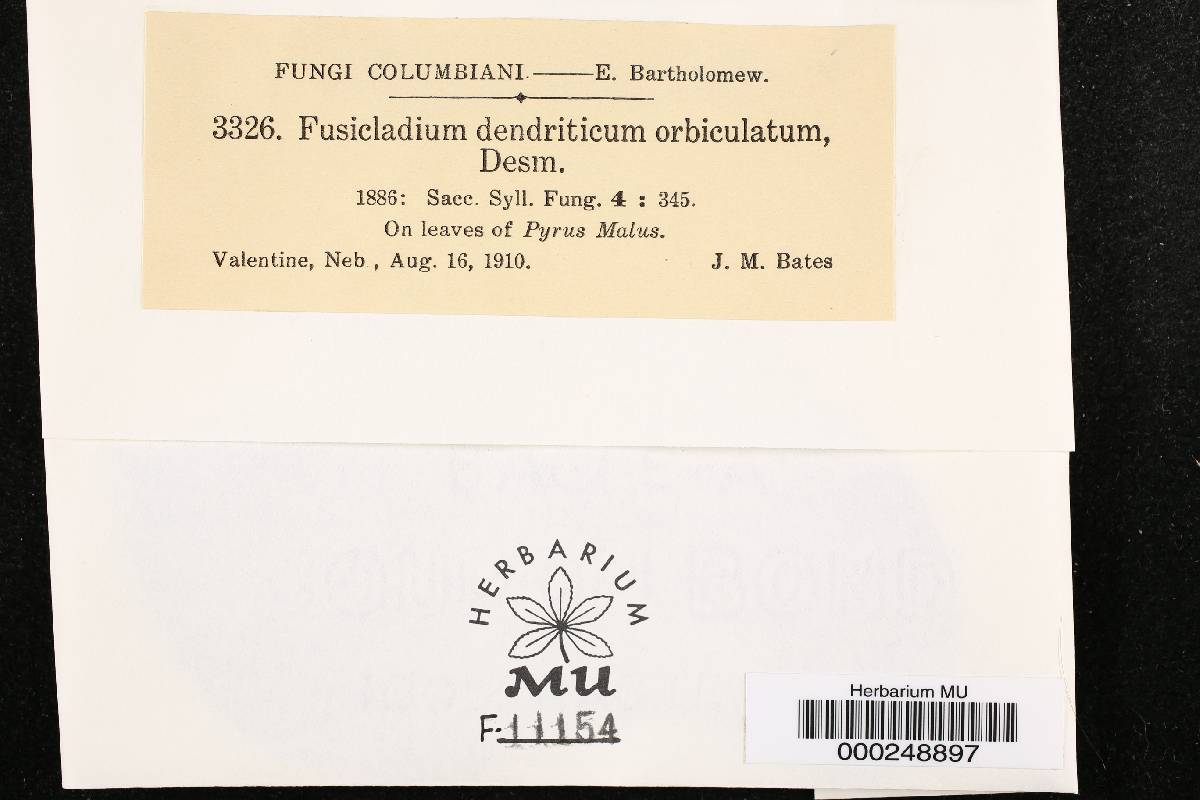 FUNGI COLUMBIANI.——E. Bartholomew.
3326. Fusicladium dendriticum orbiculatum,
Desm.
1886: Sacc. Syll. Fung. 4 : 345.
On leaves of Pyrus Malus.
Valentine, Neb , Aug. 16, 1910. J. M. Bates
HERBARIUM
MU
F-11154
Herbarium MU
000248897